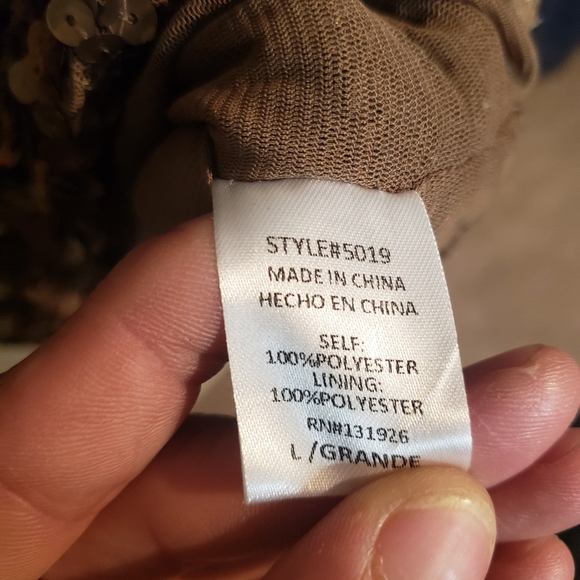 STYLE#5019
MADE IN CHINA
HECHO EN CHINA
SELF:
100%POLYESTER
LINING:
100%POLYESTER
RN#131926
L /GRANDE